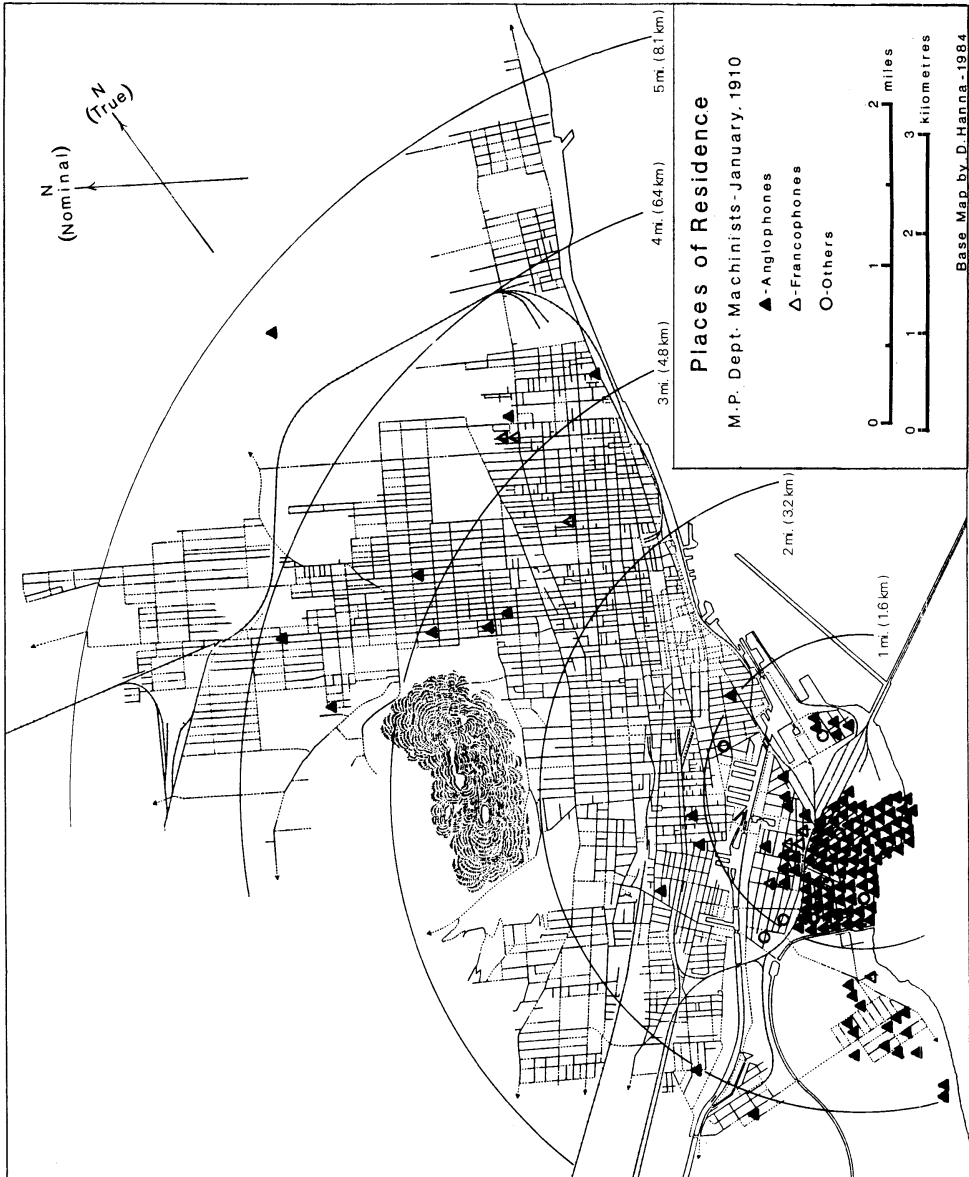 N
(Nominal)
N
(True)
5 mi. (8.1 km)
4 mi. (6.4 km)
3 mi. (4.8 km)
2 mi. (3.2 km)
1 mi. (1.6 km)
Places of Residence
M.P. Dept. Machinists-January, 1910
-Anglophones
-Francophones
-Others
0 1 2 miles
0 1 2 3 kilometres
Base Map by D. Hanna-1984